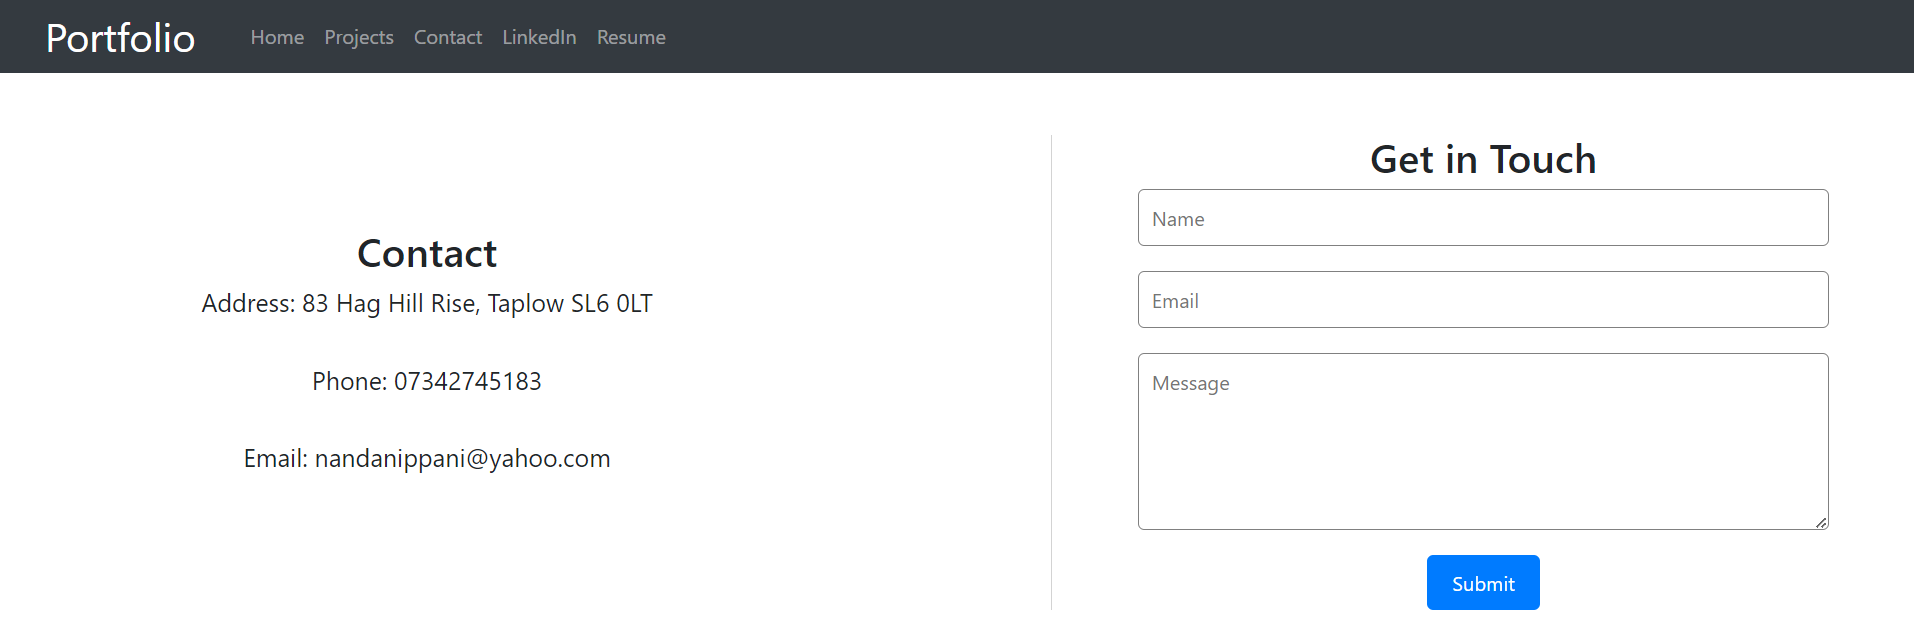 Portfolio Home Projects Contact LinkedIn Resume
Contact
Address: 83 Hag Hill Rise, Taplow SL6 0LT
Phone: 07342745183
Email: nandanippani@yahoo.com
Get in Touch
Name
Email
Message
Submit